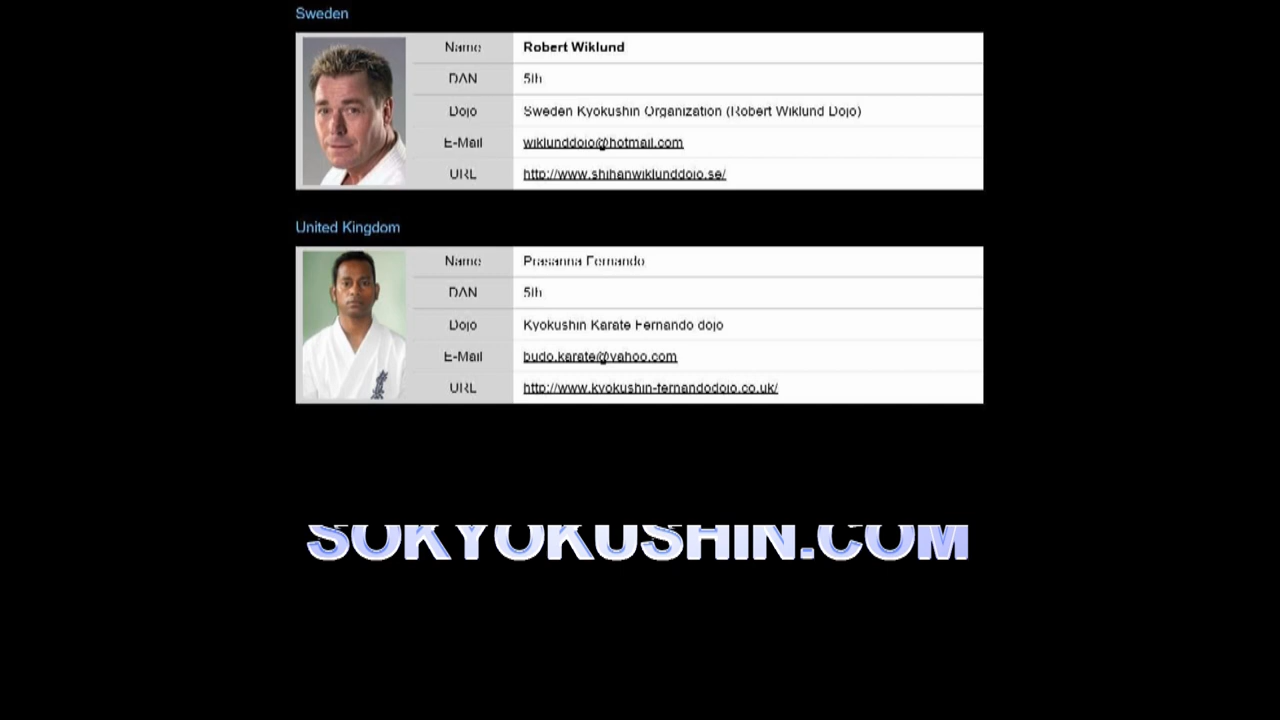 Sweden
Name Robert Wiklund
DAN 5th
Dojo Sweden Kyokushin Organization (Robert Wiklund Dojo)
E-Mail wiklunddojo@hotmail.com
URL http://www.shihanwiklunddojo.se/
United Kingdom
Name Prasanna Fernando
DAN 5th
Dojo Kyokushin Karate Fernando dojo
E-Mail budo.karate@yahoo.com
URL http://www.kyokushin-fernandodojo.co.uk/
SOKYOKUSHIN.COM